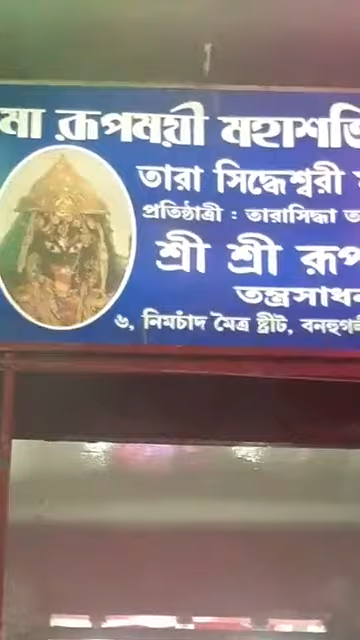 মা রূপময়ী মহাশক্তি
তারা সিদ্ধেশ্বরী
প্রতিষ্ঠাত্রী : তারাসিদ্ধা
শ্রী শ্রী রূপ
তন্ত্রসাধ
৬, নিমচাঁদ মৈত্র ষ্ট্রীট, বনহুগ